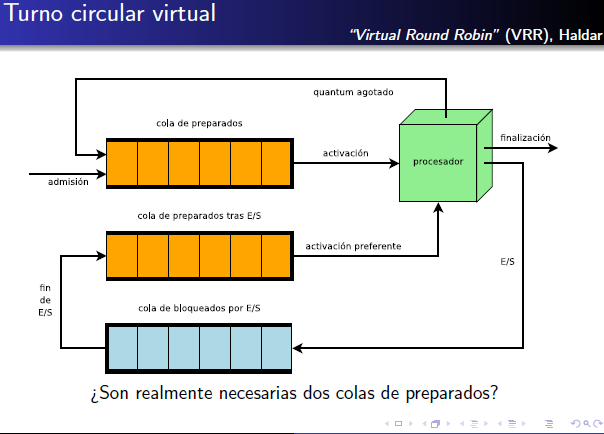 Turno circular virtual
“Virtual Round Robin” (VRR), Haldar
quantum agotado
cola de preparados
activación
procesador
finalización
admisión
cola de preparados tras E/S
activación preferente
fin
de
E/S
E/S
cola de bloqueados por E/S
¿Son realmente necesarias dos colas de preparados?